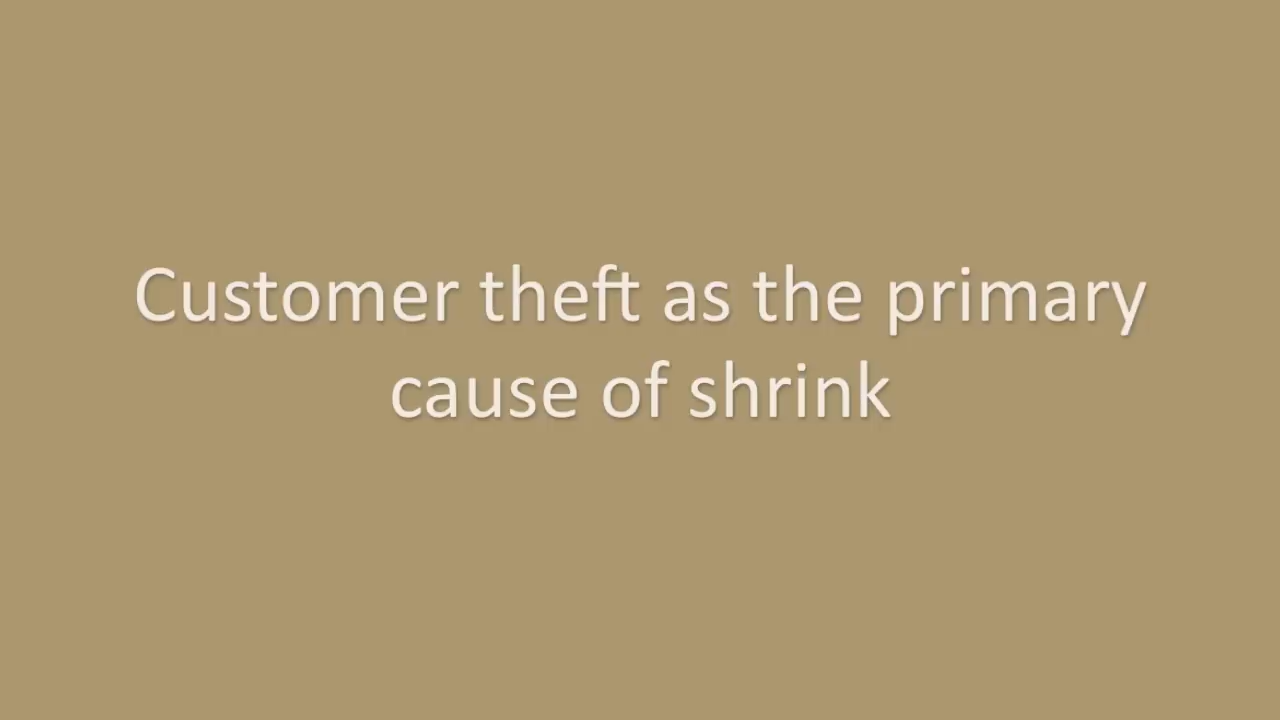 Customer theft as the primary
cause of shrink